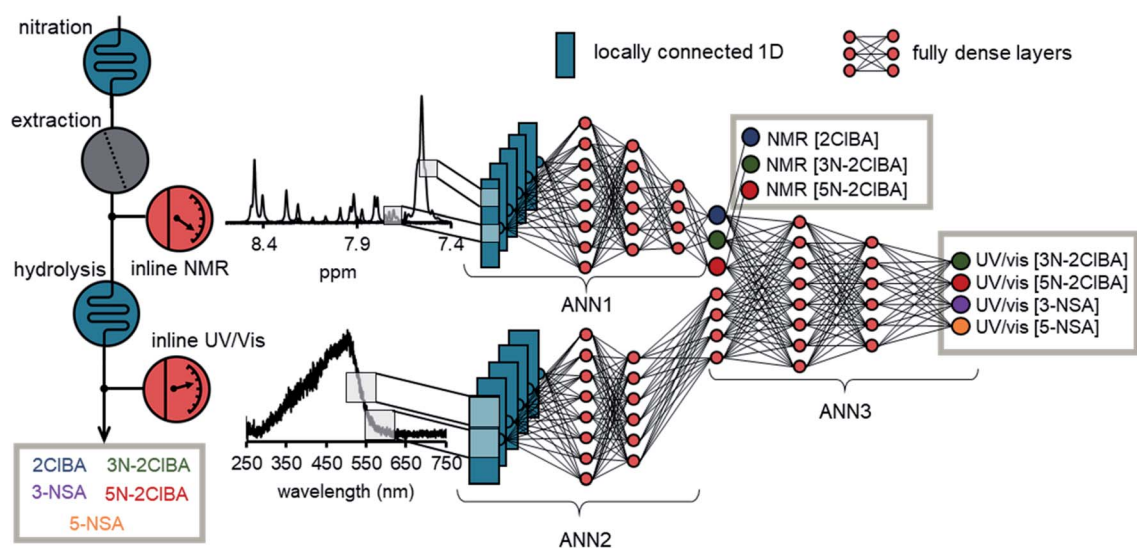 nitration
extraction
inline NMR
hydrolysis
inline UV/Vis
2ClBA 3N-2ClBA
3-NSA 5N-2ClBA
5-NSA
locally connected 1D
fully dense layers
8.4 7.9 7.4
ppm
ANN1
NMR [2ClBA]
NMR [3N-2ClBA]
NMR [5N-2ClBA]
250 350 450 550 650 750
wavelength (nm)
ANN2
UV/vis [3N-2ClBA]
UV/vis [5N-2ClBA]
UV/vis [3-NSA]
UV/vis [5-NSA]
ANN3